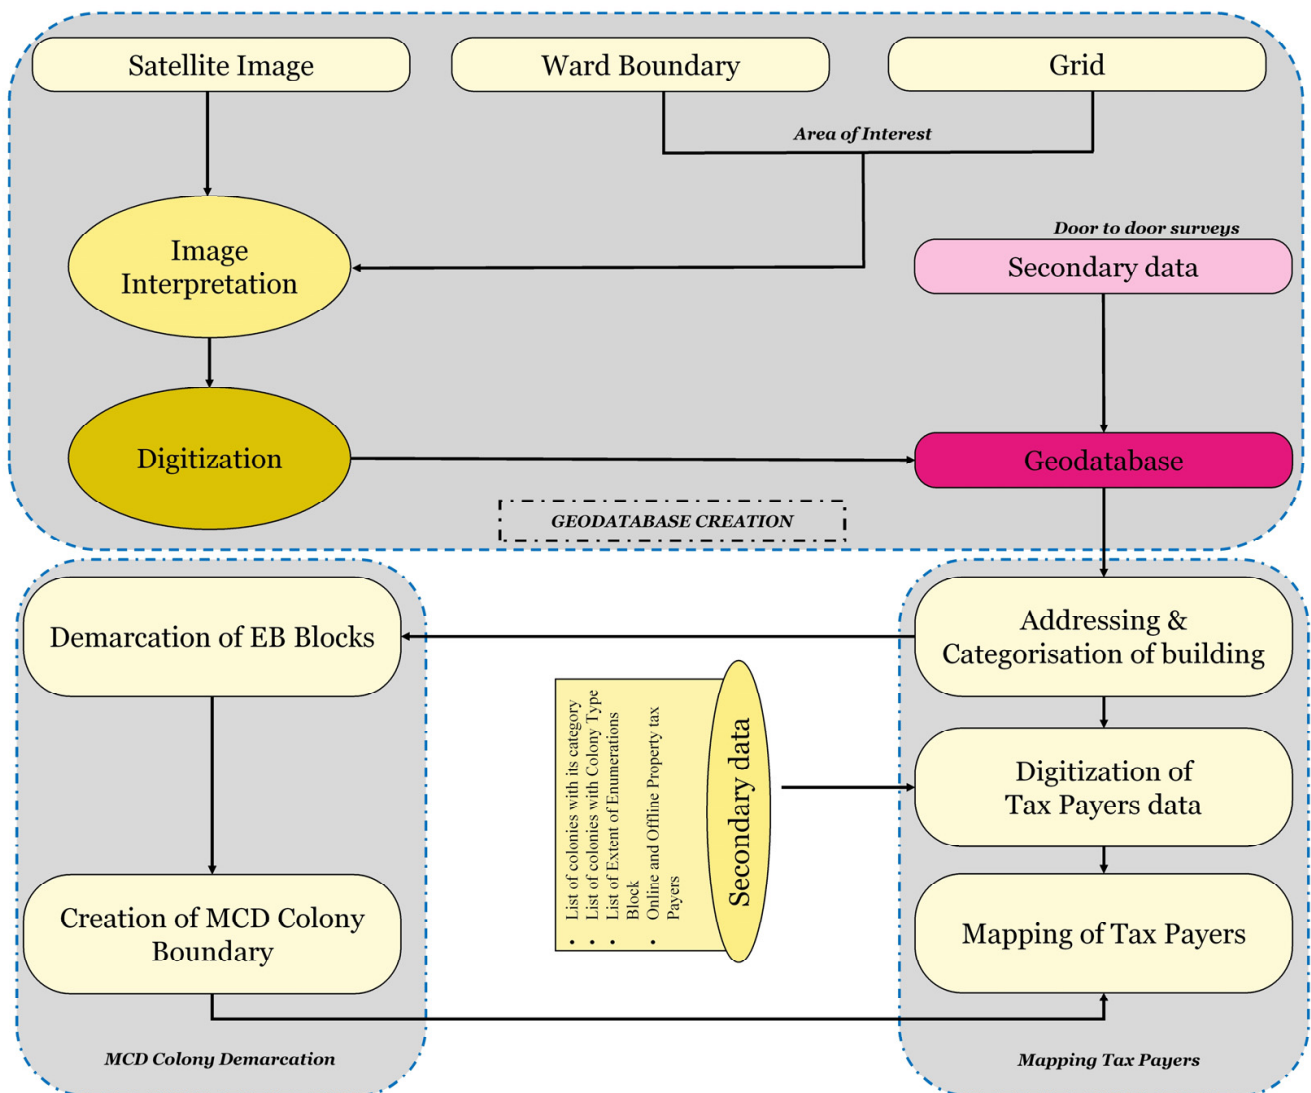 Satellite Image
Ward Boundary
Grid
Area of Interest
Image
Interpretation
Door to door surveys
Secondary data
Digitization
Geodatabase
GEODATABASE CREATION
Demarcation of EB Blocks
Addressing &
Categorisation of building
• List of colonies with its category
• List of colonies with Colony Type
• List of Extent of Enumerations
Block
• Online and Offline Property tax
Payers
Secondary data
Digitization of
Tax Payers data
Creation of MCD Colony
Boundary
Mapping of Tax Payers
MCD Colony Demarcation
Mapping Tax Payers